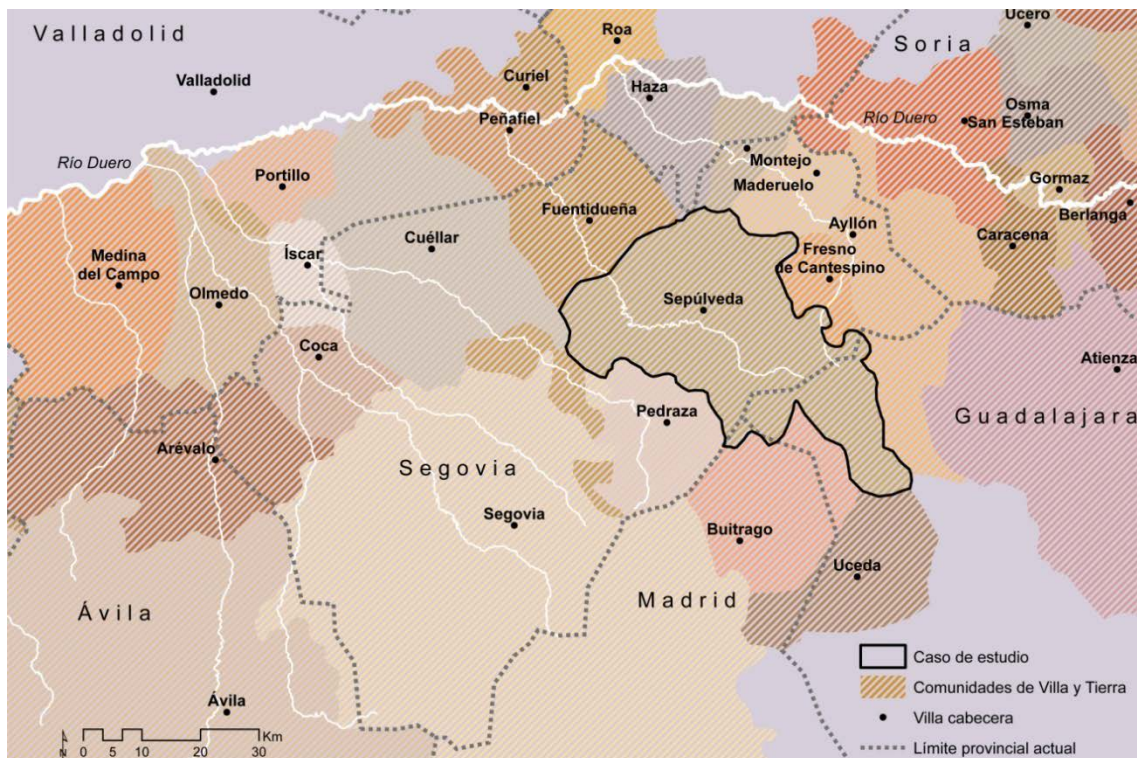 Valladolid
Roa
Soria
Ucero
Valladolid
Curiel
Haza
Río Duero
Osma
San Esteban
Peñafiel
Río Duero
Montejo
Maderuelo
Portillo
Gormaz
Berlanga
Fuentidueña
Ayllón
Cuéllar
Caracena
Medina
del Campo
Íscar
Fresno
de Cantespino
Olmedo
Sepúlveda
Coca
Atienza
Pedraza
Guadalajara
Arévalo
Segovia
Segovia
Buitrago
Uceda
Ávila
Madrid
Ávila
Caso de estudio
Comunidades de Villa y Tierra
Villa cabecera
Límite provincial actual
N
0 5 10 20 30
Km